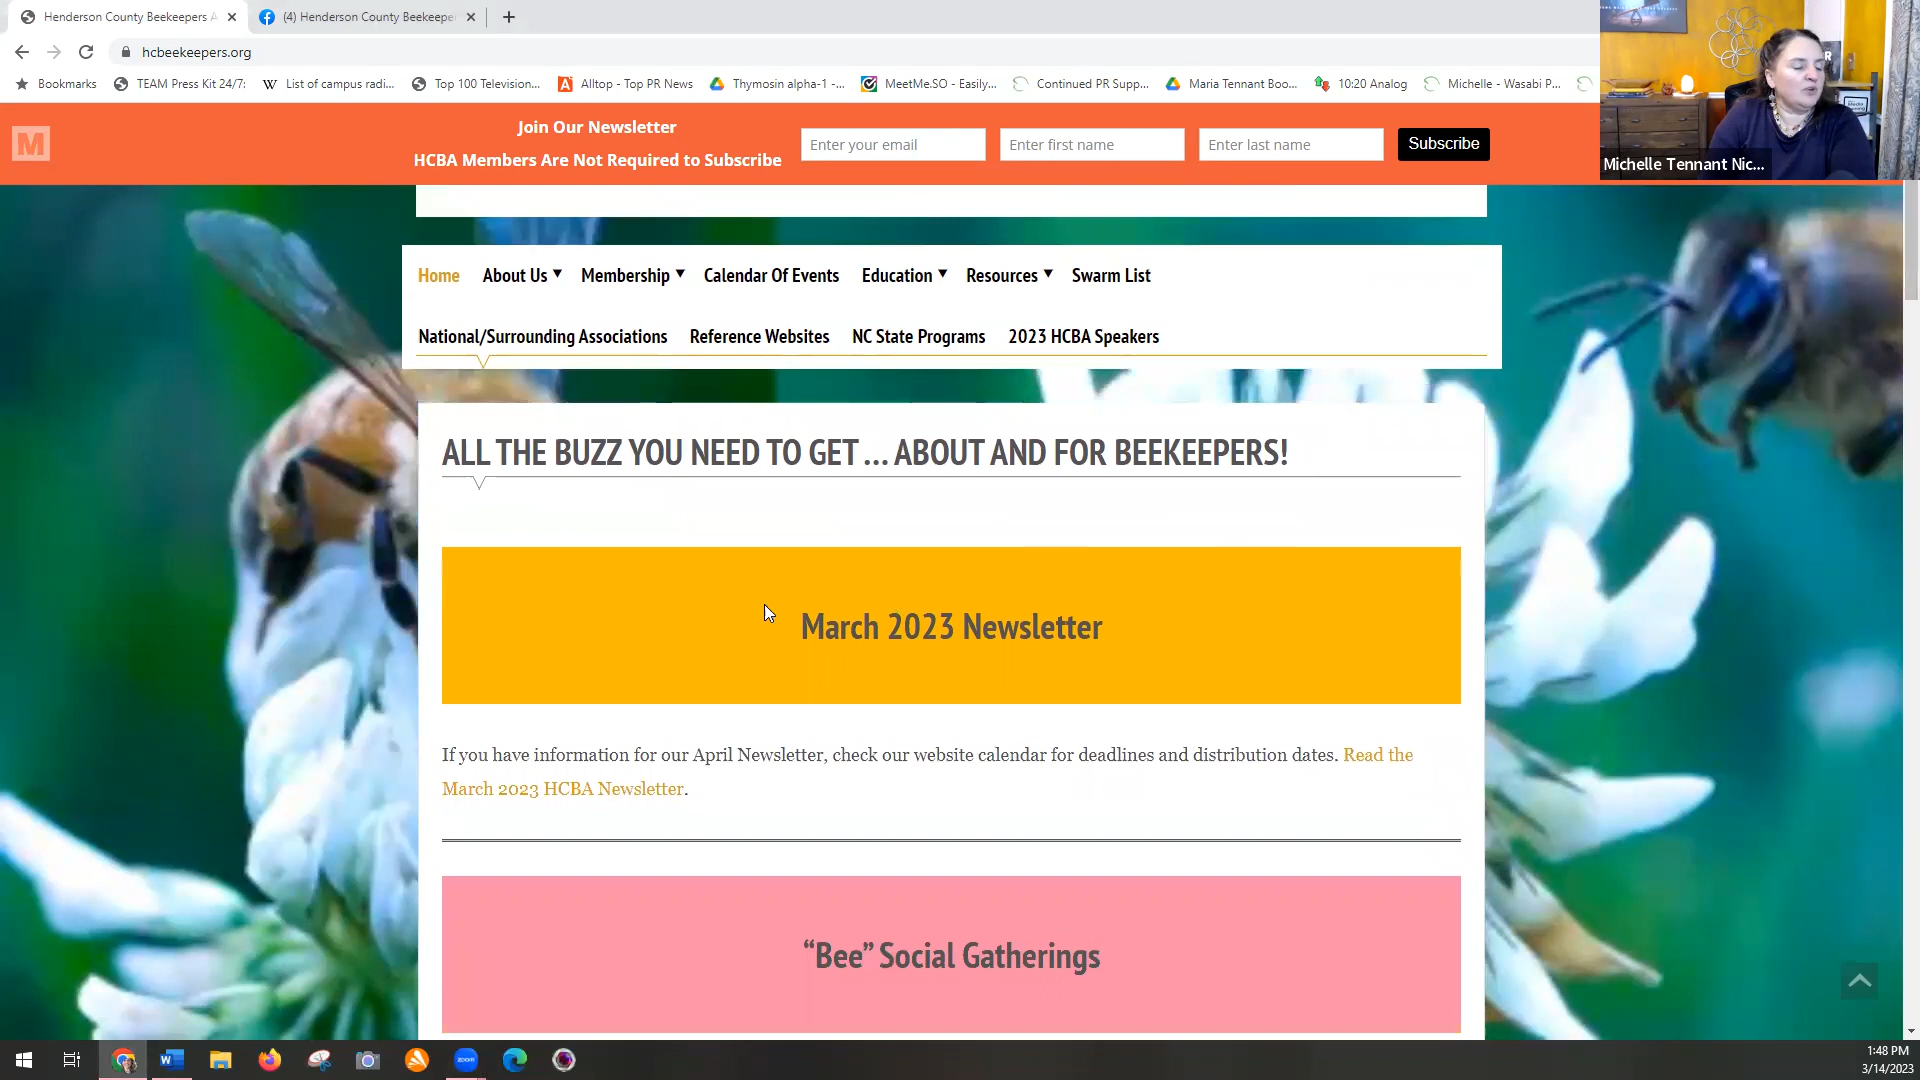 Henderson County Beekeepers A
(4) Henderson County Beekeepe
hcbeekeepers.org
Bookmarks
TEAM Press Kit 24/7:
List of campus radi...
Top 100 Television...
Alltop - Top PR News
Thymosin alpha-1 -...
MeetMe.SO - Easily...
Continued PR Supp...
Maria Tennant Boo...
10:20 Analog
Michelle - Wasabi P...
Michelle Tennant Nic...
M
Join Our Newsletter
HCBA Members Are Not Required to Subscribe
Enter your email
Enter first name
Enter last name
Subscribe
Home About Us Membership Calendar Of Events Education Resources Swarm List
National/Surrounding Associations Reference Websites NC State Programs 2023 HCBA Speakers
ALL THE BUZZ YOU NEED TO GET ... ABOUT AND FOR BEEKEEPERS!
March 2023 Newsletter
If you have information for our April Newsletter, check our website calendar for deadlines and distribution dates. Read the
March 2023 HCBA Newsletter.
“Bee” Social Gatherings
zoom
1:48 PM
3/14/2023